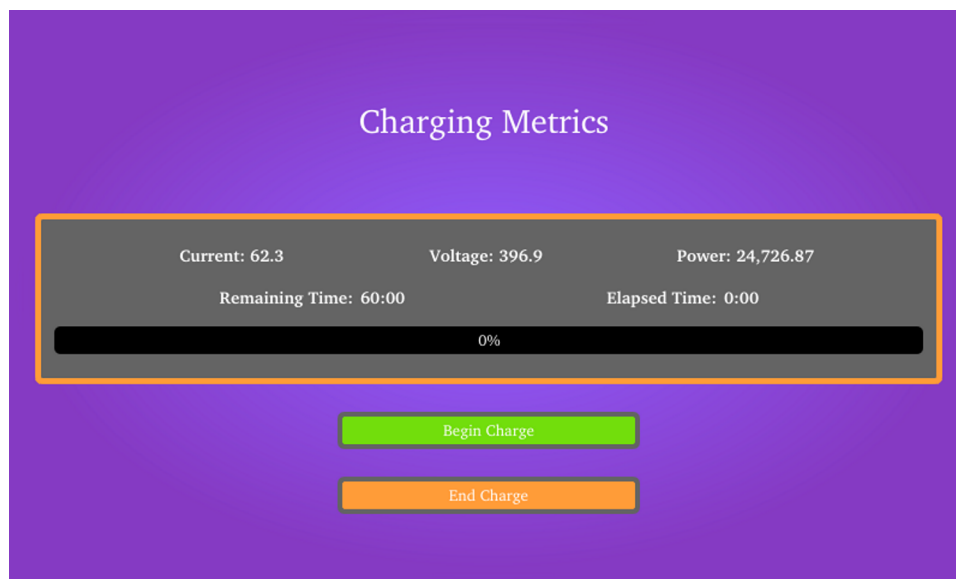 Charging Metrics
Current: 62.3 Voltage: 396.9 Power: 24,726.87
Remaining Time: 60:00 Elapsed Time: 0:00
0%
Begin Charge
End Charge